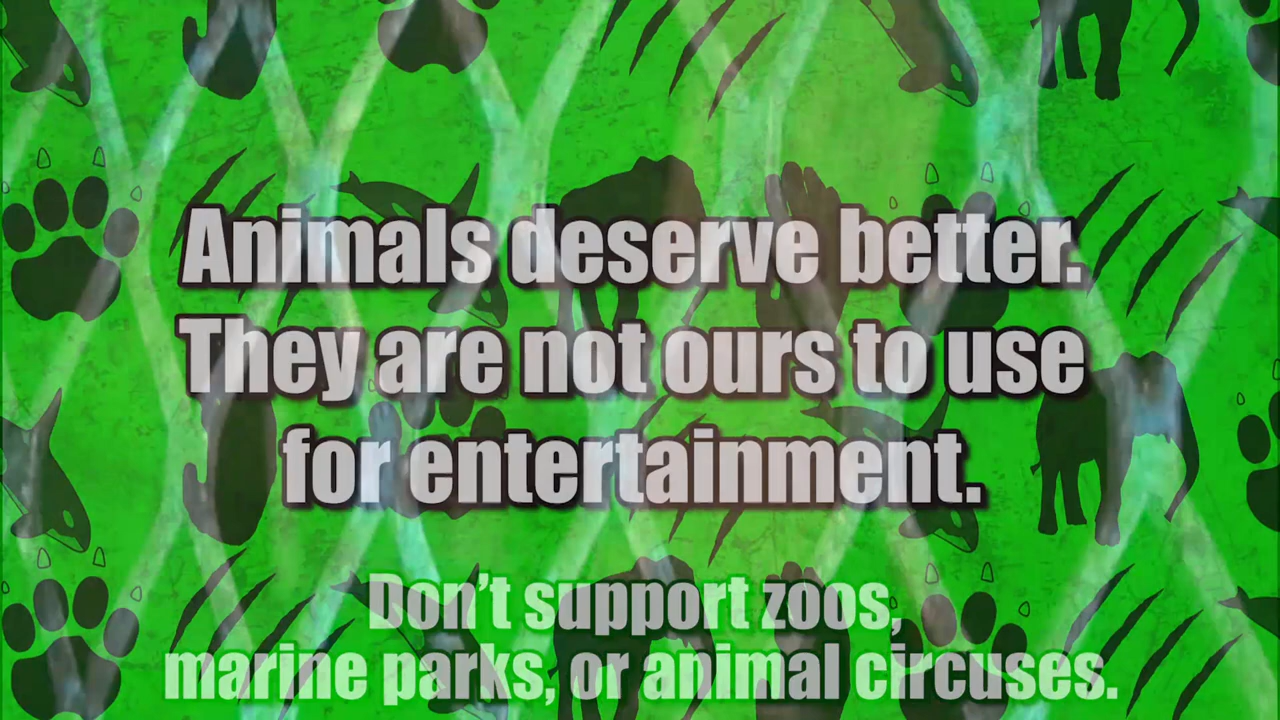 Animals deserve better.
They are not ours to use
for entertainment.
Don’t support zoos,
marine parks, or animal circuses.